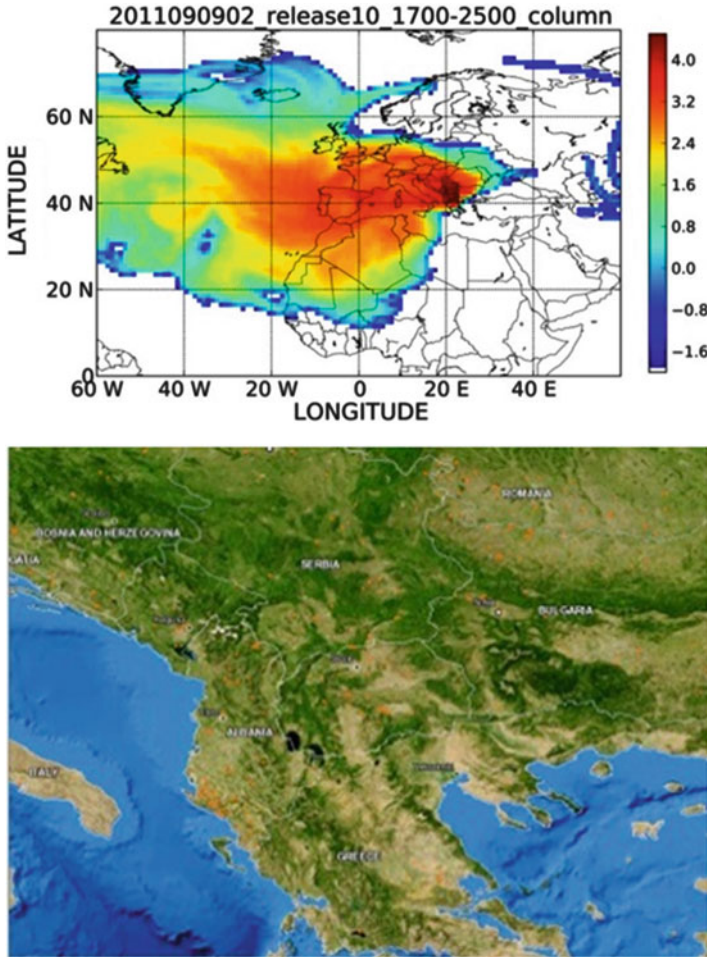 2011090902_release10_1700-2500_column
4.0
3.2
2.4
1.6
0.8
0.0
−0.8
−1.6
60 N
40 N
20 N
0
LATITUDE
60 W 40 W 20 W 0 20 E 40 E
LONGITUDE
ROMANIA
BOSNIA AND HERZEGOVINA
SERBIA
BULGARIA
ALBANIA
ITALY
GREECE